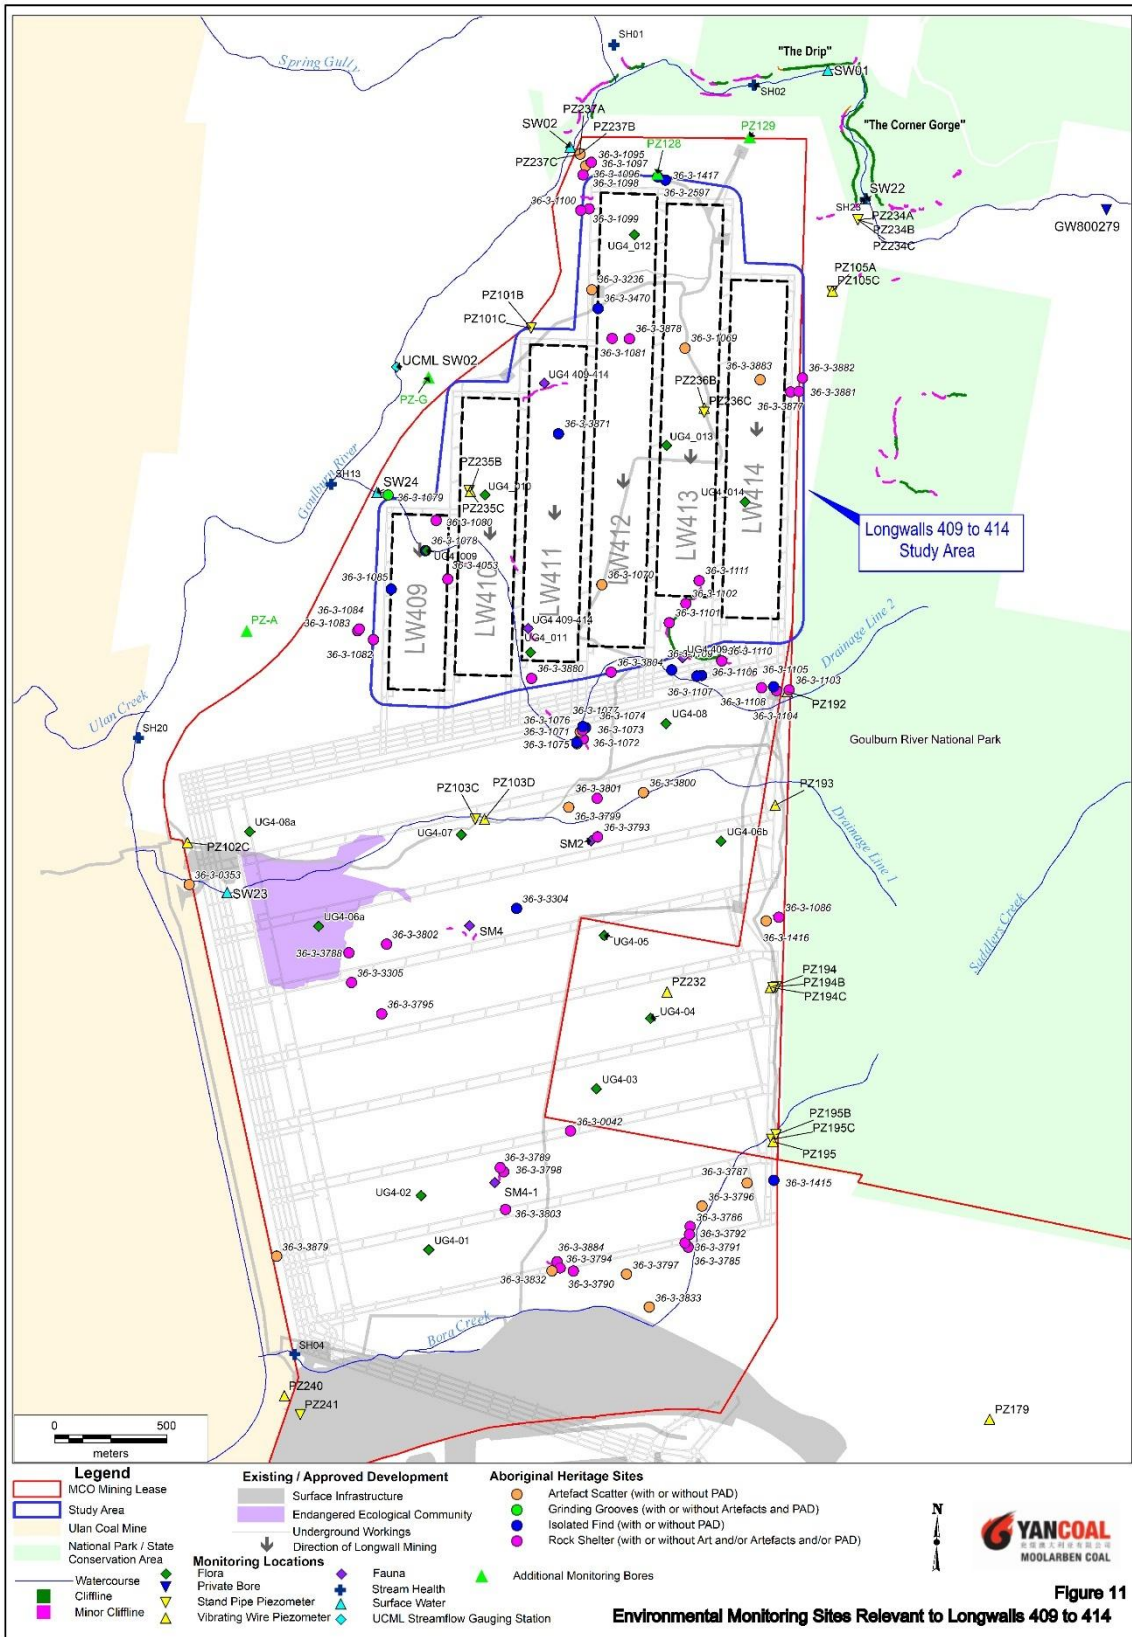 SH01
Spring Gully
"The Drip"
SW01
SH02
PZ237A
SW02
PZ237B
PZ129
"The Corner Gorge"
PZ237C
36-3-1095
36-3-1097
PZ128
36-3-1096
36-3-1417
36-3-1098
36-3-2597
SW22
36-3-1100
36-3-1099
PZ234A
PZ234B
PZ234C
GW800279
UG4_012
PZ105A
PZ105C
36-3-3236
PZ101B
36-3-3470
PZ101C
36-3-3878
36-3-1081
36-3-1069
UCML SW02
36-3-3883
36-3-3882
PZ-G
UG4 409-414
PZ236B
PZ236C
36-3-3881
36-3-3877
36-3-3871
UG4_013
Goulburn River
SH13
PZ235B
SW24
36-3-1079
UG4_010
UG4_014
PZ235C
36-3-1080
LW414
LW413
LW412
LW411
LW410
LW409
Longwalls 409 to 414
Study Area
36-3-1078
UG4_009
36-3-4053
36-3-1085
36-3-1070
36-3-1111
36-3-1102
36-3-1101
Drainage Line 2
PZ-A
36-3-1084
36-3-1083
UG4 409-414
UG4_011
36-3-1082
36-3-1110
36-3-3804
36-3-1106
36-3-1105
36-3-3880
36-3-1107
36-3-1103
36-3-1108
36-3-1104
PZ192
Ulan Creek
SH20
36-3-1077
36-3-1076
36-3-1074
36-3-1071
36-3-1073
36-3-1075
36-3-1072
UG4-08
Goulburn River National Park
PZ103C
PZ103D
36-3-3801
36-3-3800
PZ193
36-3-3799
Drainage Line 1
UG4-08a
UG4-07
36-3-3793
SM2
UG4-06b
PZ102C
36-3-0353
SW23
36-3-3304
36-3-1086
UG4-06a
SM4
36-3-3802
36-3-3788
UG4-05
36-3-1416
Saddlers Creek
36-3-3305
PZ194
PZ194B
PZ194C
PZ232
36-3-3795
UG4-04
UG4-03
36-3-0042
PZ195B
PZ195C
PZ195
36-3-3789
36-3-3798
36-3-3787
36-3-1415
SM4-1
UG4-02
36-3-3796
36-3-3803
36-3-3786
36-3-3792
36-3-3791
36-3-3785
UG4-01
36-3-3879
36-3-3884
36-3-3794
36-3-3797
36-3-3832
36-3-3790
36-3-3833
Bora Creek
SH04
PZ240
PZ241
PZ179
0 500
meters
Legend
MCO Mining Lease
Study Area
Ulan Coal Mine
National Park / State
Conservation Area
Watercourse
Cliffline
Minor Cliffline
Existing / Approved Development
Surface Infrastructure
Endangered Ecological Community
Underground Workings
Direction of Longwall Mining
Monitoring Locations
Flora
Private Bore
Stand Pipe Piezometer
Vibrating Wire Piezometer
Fauna
Stream Health
Surface Water
UCML Streamflow Gauging Station
Additional Monitoring Bores
Aboriginal Heritage Sites
Artefact Scatter (with or without PAD)
Grinding Grooves (with or without Artefacts and PAD)
Isolated Find (with or without PAD)
Rock Shelter (with or without Art and/or Artefacts and/or PAD)
N
YANCOAL
MOOLARBEN COAL
Figure 11
Environmental Monitoring Sites Relevant to Longwalls 409 to 414